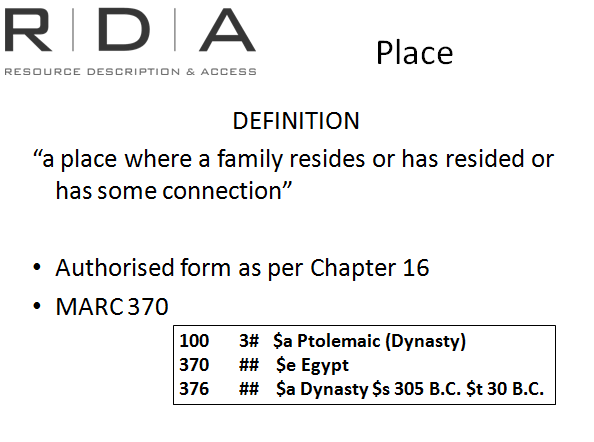 R | D | A
RESOURCE DESCRIPTION & ACCESS
Place
DEFINITION
“a place where a family resides or has resided or
has some connection”
• Authorised form as per Chapter 16
• MARC 370
100 3# $a Ptolemaic (Dynasty)
370 ## $e Egypt
376 ## $a Dynasty $s 305 B.C. $t 30 B.C.